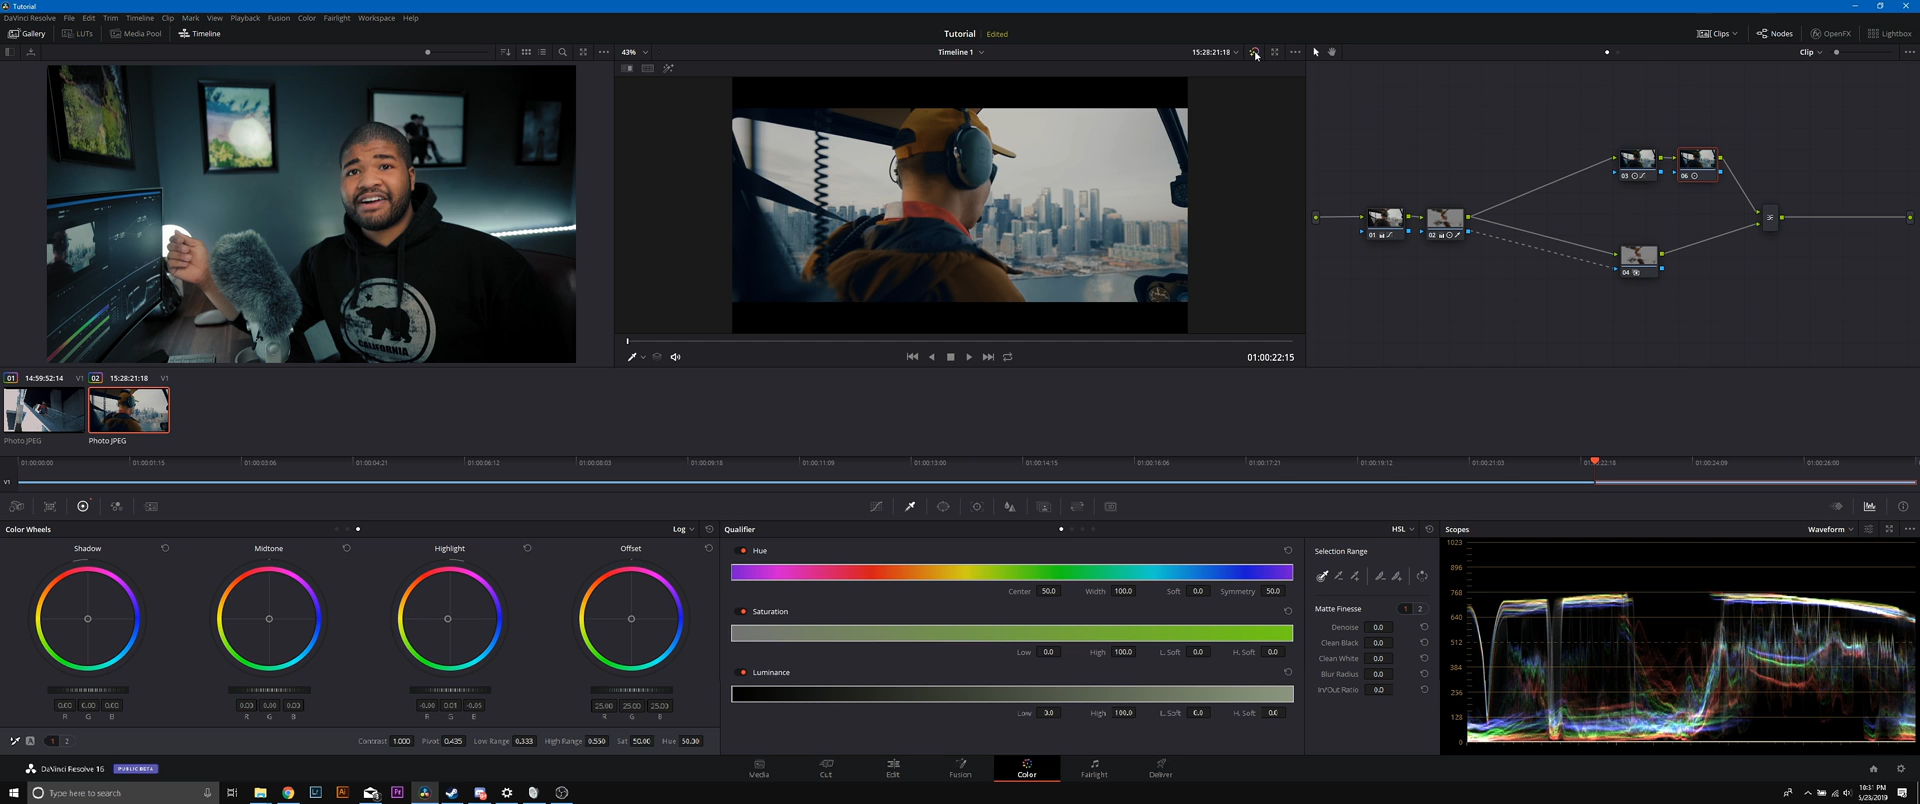 Tutorial
DaVinci Resolve File Edit Trim Timeline Clip Mark View Playback Fusion Color Fairlight Workspace Help
Gallery LUTs Media Pool Timeline Tutorial Edited Clips Nodes OpenFX Lightbox
43% Timeline 1 15:28:21:18 Clip
CALIFORNIA
03 06
01 02
04
01:00:22:15
01 14:59:52:14 V1 02 15:28:21:18 V1
Photo JPEG Photo JPEG
01:00:00:00 01:00:01:15 01:00:03:06 01:00:04:21 01:00:06:12 01:00:08:03 01:00:09:18 01:00:11:09 01:00:13:00 01:00:14:15 01:00:16:06 01:00:17:21 01:00:19:12 01:00:21:03 01:00:24:09 01:00:26:00
V1
Color Wheels Log Qualifier HSL Scopes Waveform
Shadow Midtone Highlight Offset
Hue
Center 50.0 Width 100.0 Soft 0.0 Symmetry 50.0
Saturation
Low 0.0 High 100.0 L. Soft 0.0 H. Soft 0.0
Luminance
Low 0.0 High 100.0 L. Soft 0.0 H. Soft 0.0
Selection Range
Matte Finesse 1 2
Denoise 0.0
Clean Black 0.0
Clean White 0.0
Blur Radius 0.0
In/Out Ratio 0.0
1023
896
768
640
512
384
256
128
0
0.00 0.00 0.00 0.00 0.00 0.00 -0.00 0.01 -0.05 25.00 25.00 25.00
R G B R G B R G B R G B
A 1 2 Contrast 1.000 Pivot 0.435 Low Range 0.333 High Range 0.550 Sat 50.00 Hue 50.00
DaVinci Resolve 16 PUBLIC BETA
Media Cut Edit Fusion Color Fairlight Deliver
Type here to search
10:31 PM
5/23/2019